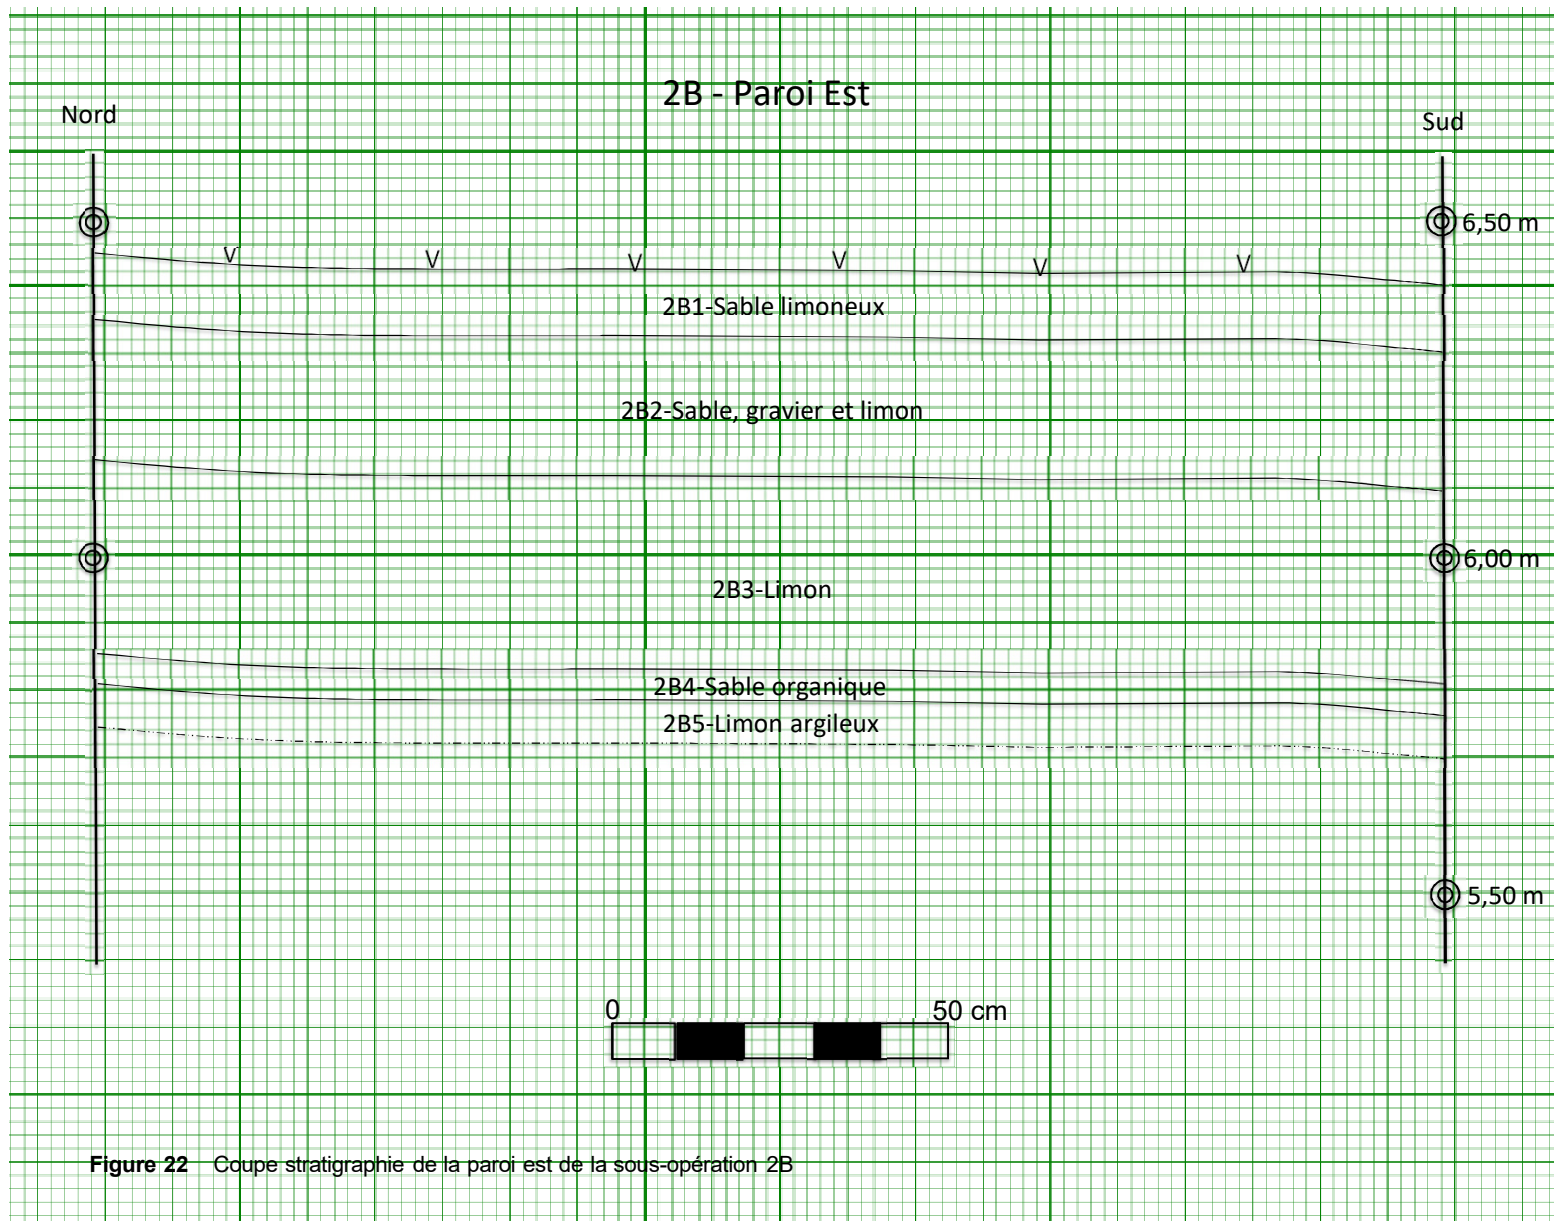 2B - Paroi Est
Nord
Sud
6,50 m
V V V V V V
2B1-Sable limoneux
2B2-Sable, gravier et limon
6,00 m
2B3-Limon
2B4-Sable organique
2B5-Limon argileux
5,50 m
0 50 cm
Figure 22 Coupe stratigraphie de la paroi est de la sous-opération 2B